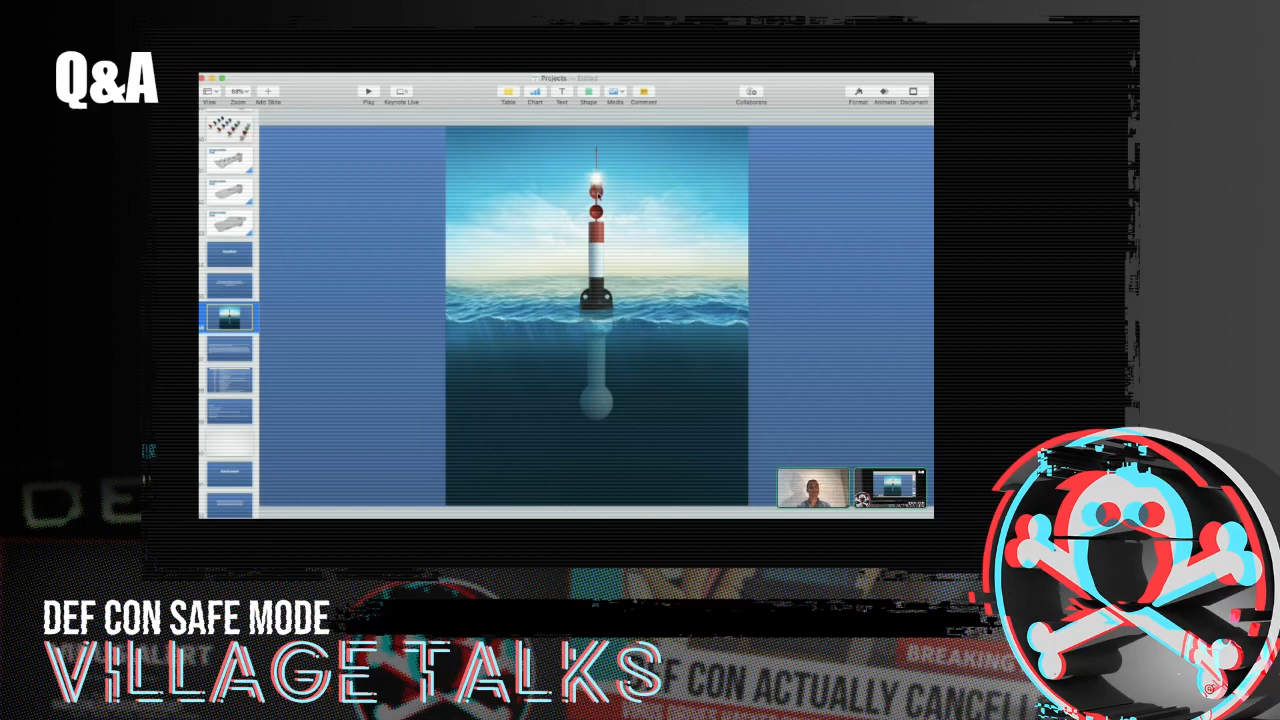 Q&A
Projects — Edited
68%
View
Zoom
Add Slide
Play
Keynote Live
Table
Chart
Text
Shape
Media
Comment
Collaborate
Format
Animate
Document
DEF CON SAFE MODE
VILLAGE TALKS
BREAKING
DEF CON ACTUALLY CANCELL